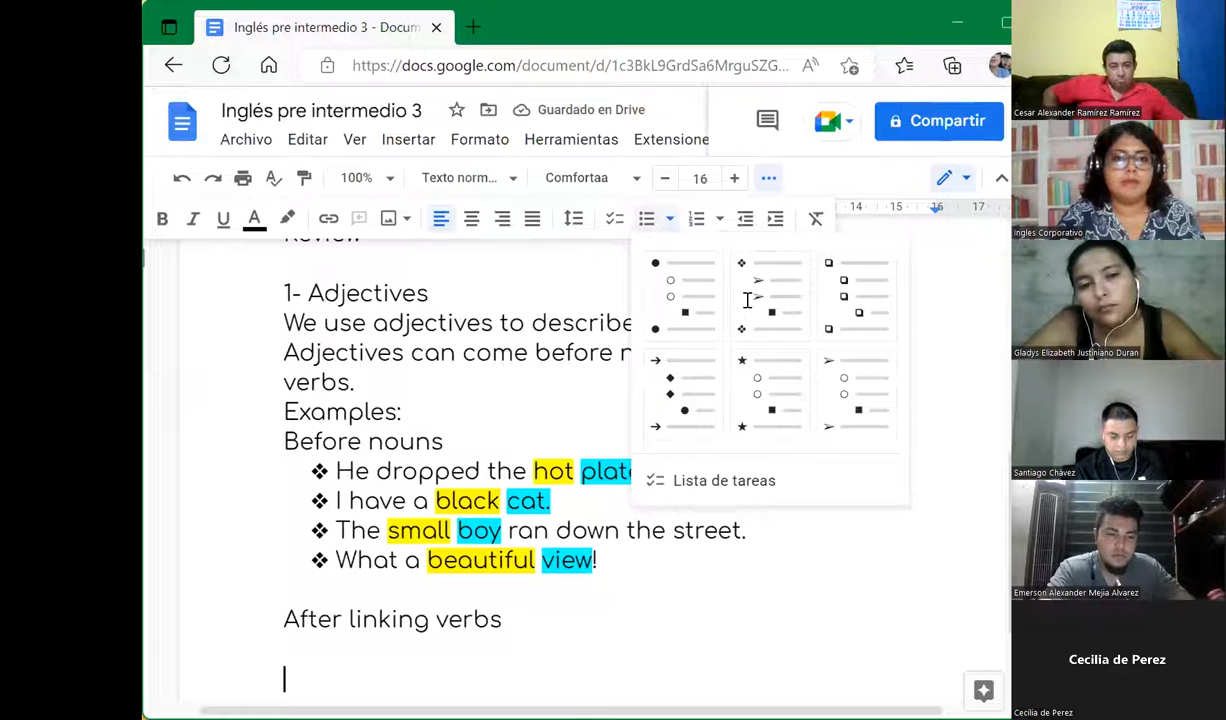 Inglés pre intermedio 3 - Docum
https://docs.google.com/document/d/1c3BkL9GrdSa6MrguSZG...
Inglés pre intermedio 3
Guardado en Drive
Archivo Editar Ver Insertar Formato Herramientas Extensione
Compartir
100% Texto norm... Comfortaa 16
14 15 16 17
Review
1- Adjectives
We use adjectives to describe
Adjectives can come before
verbs.
Examples:
Before nouns
❖ He dropped the hot plate
❖ I have a black cat.
❖ The small boy ran down the street.
❖ What a beautiful view!
After linking verbs
Lista de tareas
Cesar Alexander Ramírez Ramírez
Ingles Corporativo
Gladys Elizabeth Justiniano Duran
Santiago Chávez
Emerson Alexander Mejia Alvarez
Cecilia de Perez
Cecilia de Perez